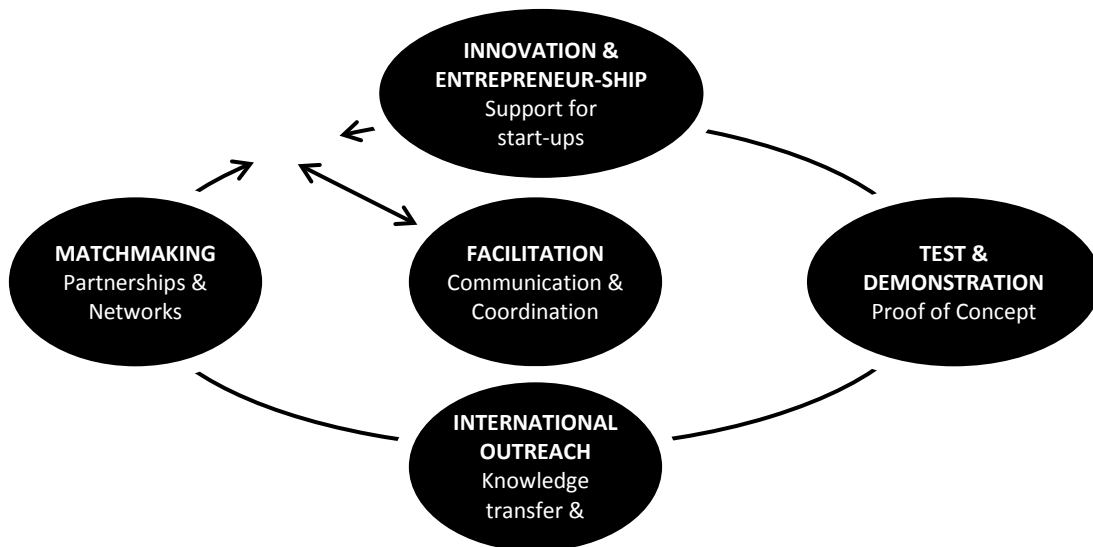 INNOVATION &
ENTREPRENEUR-SHIP
Support for
start-ups
MATCHMAKING
Partnerships &
Networks
FACILITATION
Communication &
Coordination
TEST &
DEMONSTRATION
Proof of Concept
INTERNATIONAL
OUTREACH
Knowledge
transfer &